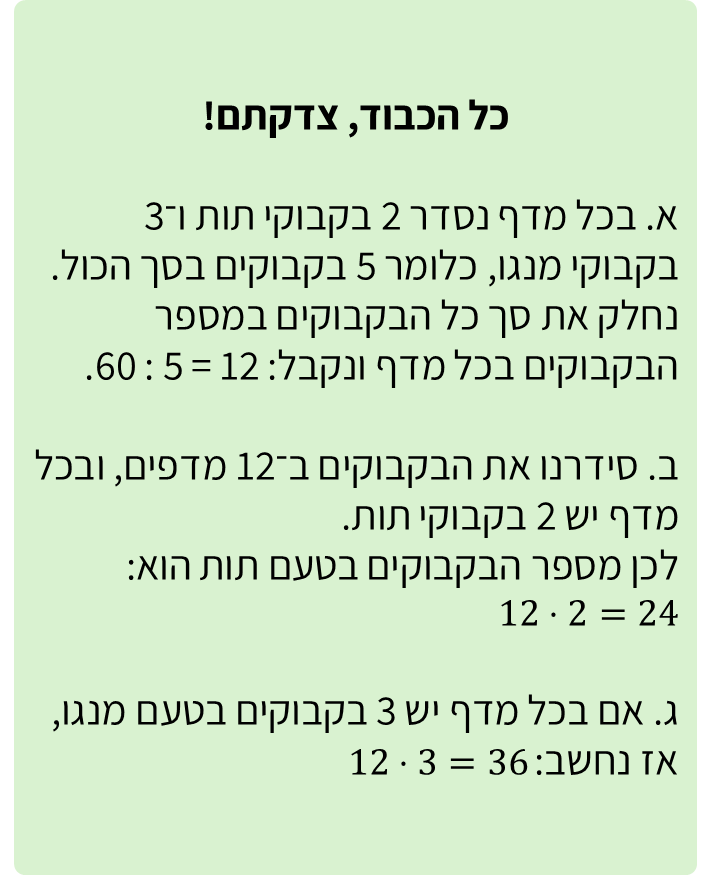 כל הכבוד, צדקתם!
א. בכל מדף נסדר 2 בקבוקי תות ו־3
בקבוקי מנגו, כלומר 5 בקבוקים בסך הכול.
נחלק את סך כל הבקבוקים במספר
הבקבוקים בכל מדף ונקבל: 60 : 5 = 12.
ב. סידרנו את הבקבוקים ב־12 מדפים, ובכל
מדף יש 2 בקבוקי תות.
לכן מספר הבקבוקים בטעם תות הוא:
12 · 2 = 24
ג. אם בכל מדף יש 3 בקבוקים בטעם מנגו,
אז נחשב: 12 · 3 = 36